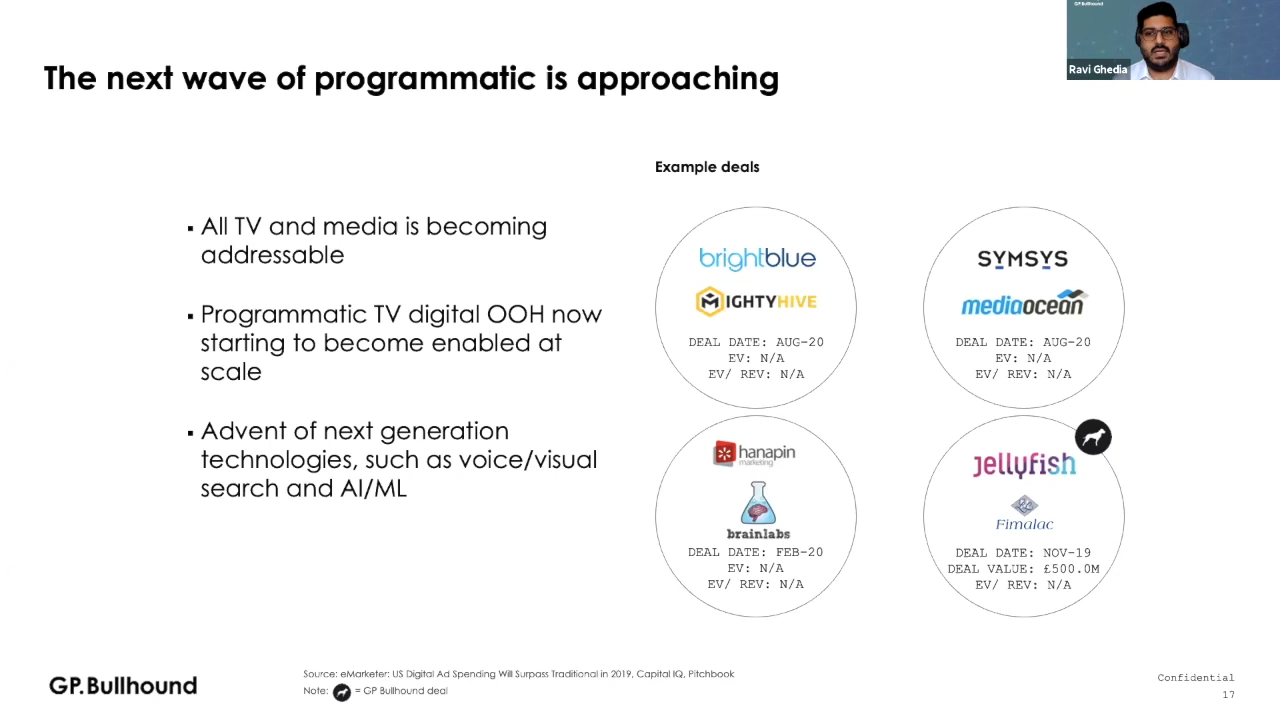 GP.Bullhound
Ravi Ghedia
The next wave of programmatic is approaching
Example deals
▪ All TV and media is becoming
addressable
▪ Programmatic TV digital OOH now
starting to become enabled at
scale
▪ Advent of next generation
technologies, such as voice/visual
search and AI/ML
brightblue
MIGHTYHIVE
DEAL DATE: AUG-20
EV: N/A
EV/ REV: N/A
SYMSYS
mediaocean
DEAL DATE: AUG-20
EV: N/A
EV/ REV: N/A
hanapin
marketing
brainlabs
DEAL DATE: FEB-20
EV: N/A
EV/ REV: N/A
jellyfish
Fimalac
DEAL DATE: NOV-19
DEAL VALUE: £500.0M
EV/ REV: N/A
GP.Bullhound
Source: eMarketer: US Digital Ad Spending Will Surpass Traditional in 2019, Capital IQ, Pitchbook
Note: = GP Bullhound deal
Confidential
17